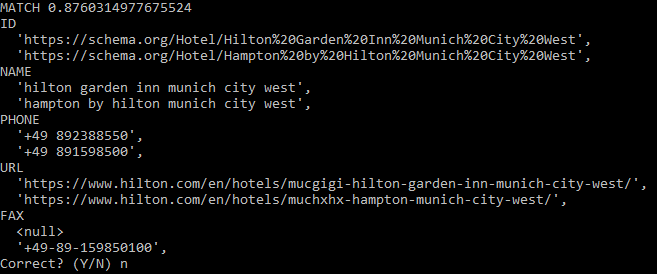 MATCH 0.8760314977675524
ID
  'https://schema.org/Hotel/Hilton%20Garden%20Inn%20Munich%20City%20West',
  'https://schema.org/Hotel/Hampton%20by%20Hilton%20Munich%20City%20West',
NAME
  'hilton garden inn munich city west',
  'hampton by hilton munich city west',
PHONE
  '+49 892388550',
  '+49 891598500',
URL
  'https://www.hilton.com/en/hotels/mucgigi-hilton-garden-inn-munich-city-west/',
  'https://www.hilton.com/en/hotels/muchxhx-hampton-munich-city-west/',
FAX
  <null>
  '+49-89-159850100',
Correct? (Y/N) n